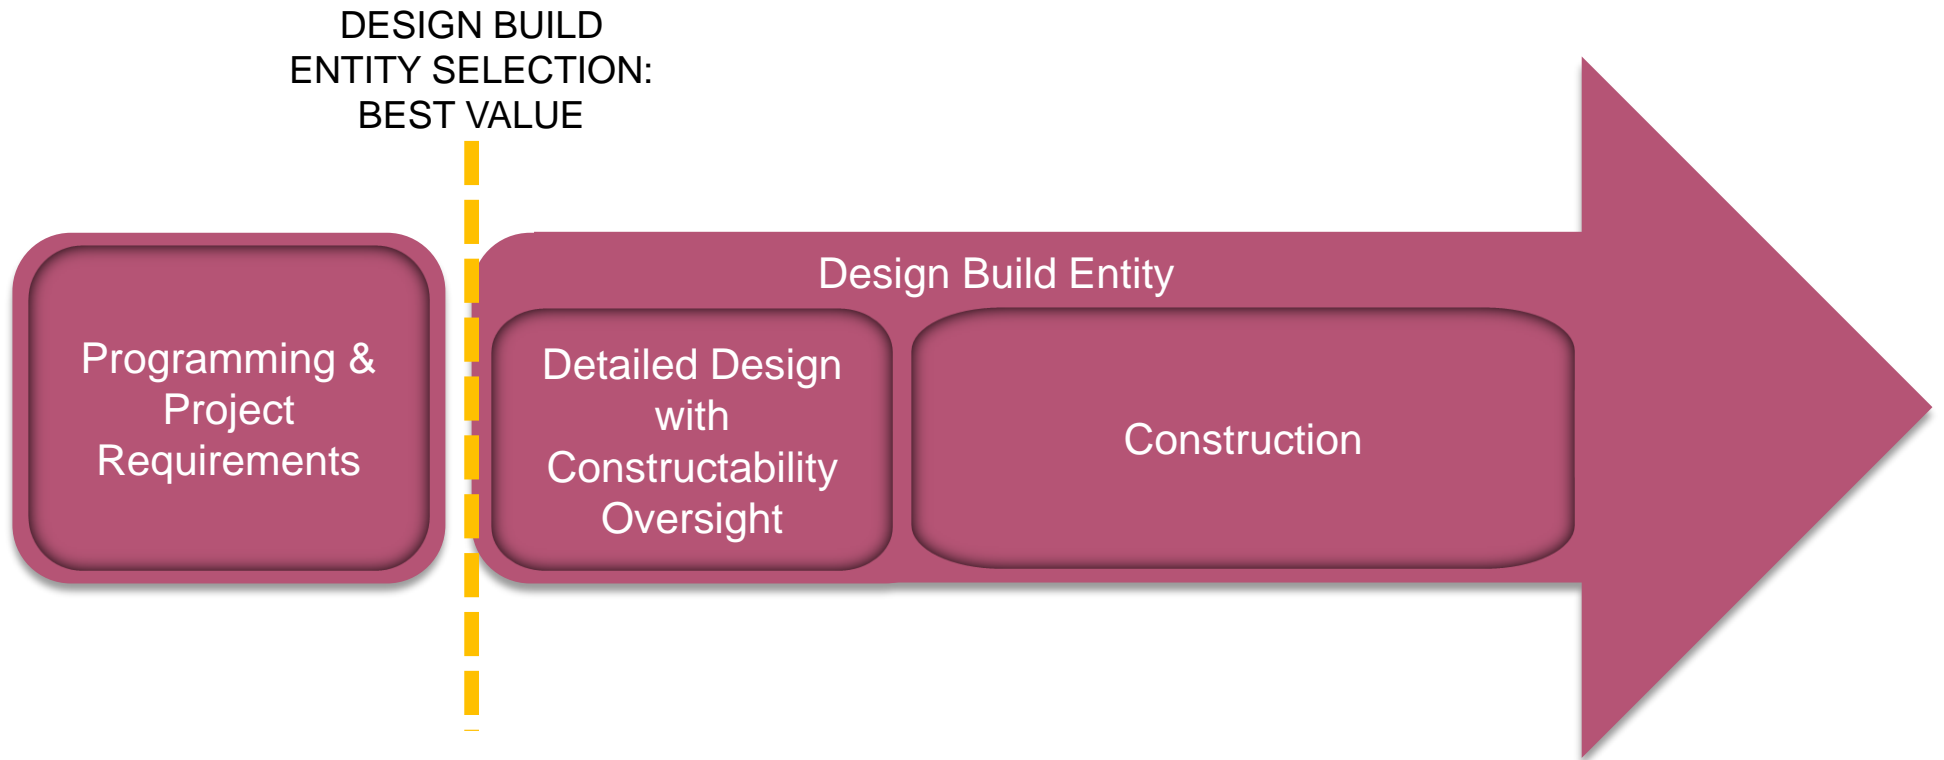 DESIGN BUILD
ENTITY SELECTION:
BEST VALUE
Programming &
Project
Requirements
Design Build Entity
Detailed Design
with
Constructability
Oversight
Construction